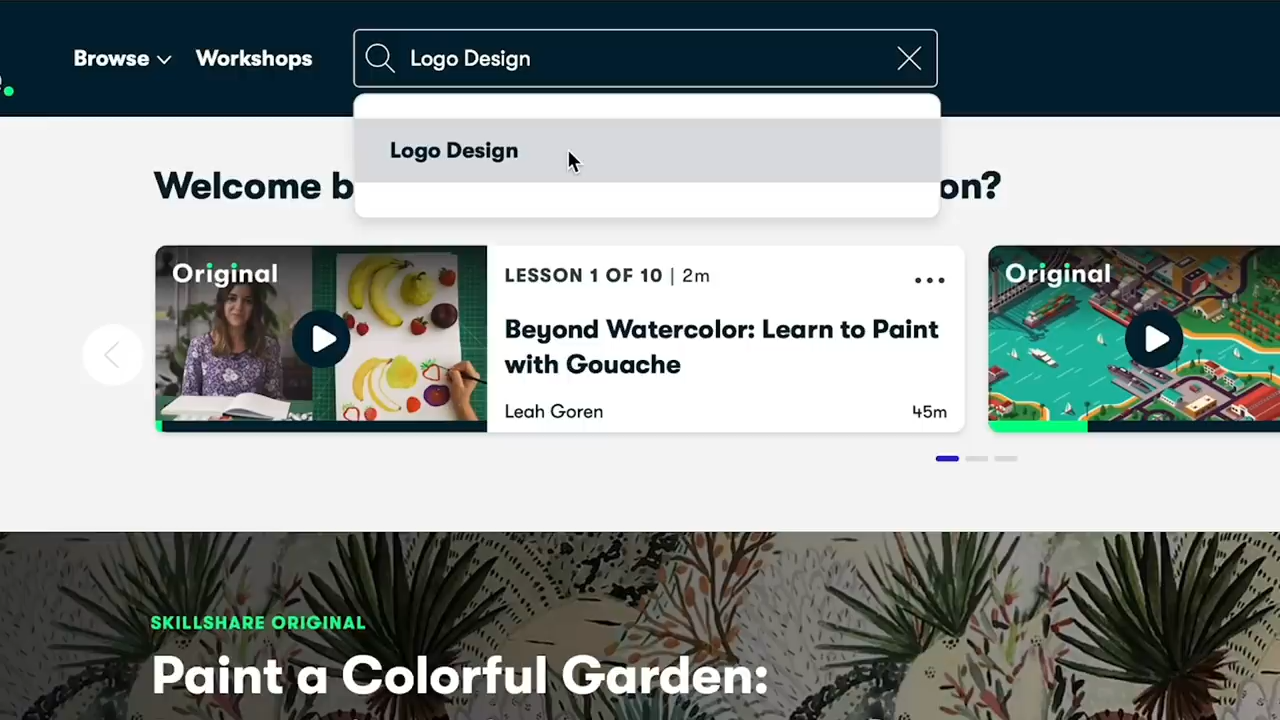 Browse Workshops
Logo Design
Logo Design
Welcome b on?
Original
LESSON 1 OF 10 | 2m
Beyond Watercolor: Learn to Paint
with Gouache
Leah Goren 45m
Original
SKILLSHARE ORIGINAL
Paint a Colorful Garden: